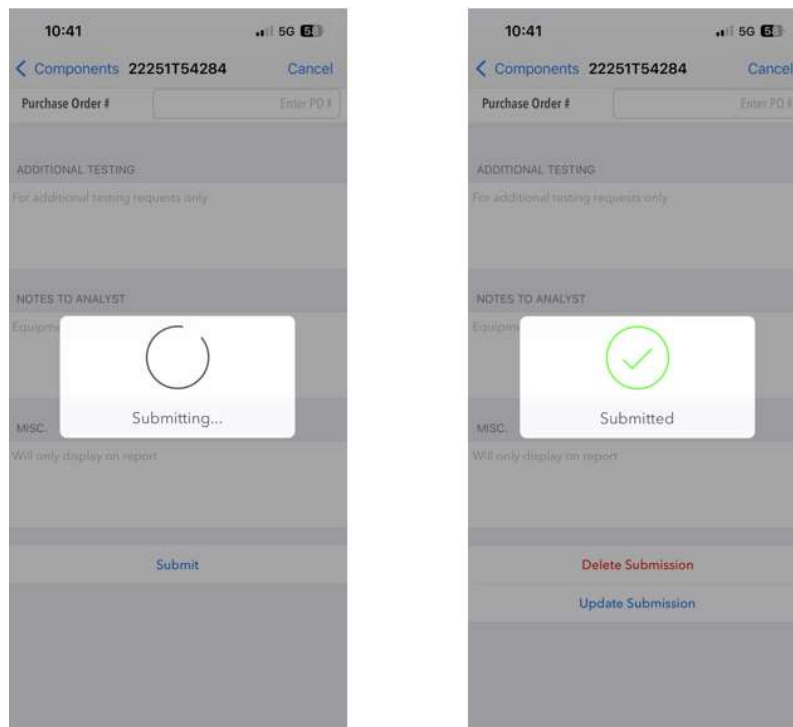 10:41 5G
Components 22251T54284 Cancel
Purchase Order # Enter PO #
ADDITIONAL TESTING
For additional testing requests only
NOTES TO ANALYST
Submitting...
MISC.
Will only display on report
Submit
10:41 5G
Components 22251T54284 Cancel
Purchase Order # Enter PO #
ADDITIONAL TESTING
For additional testing requests only
NOTES TO ANALYST
Submitted
MISC.
Will only display on report
Delete Submission
Update Submission